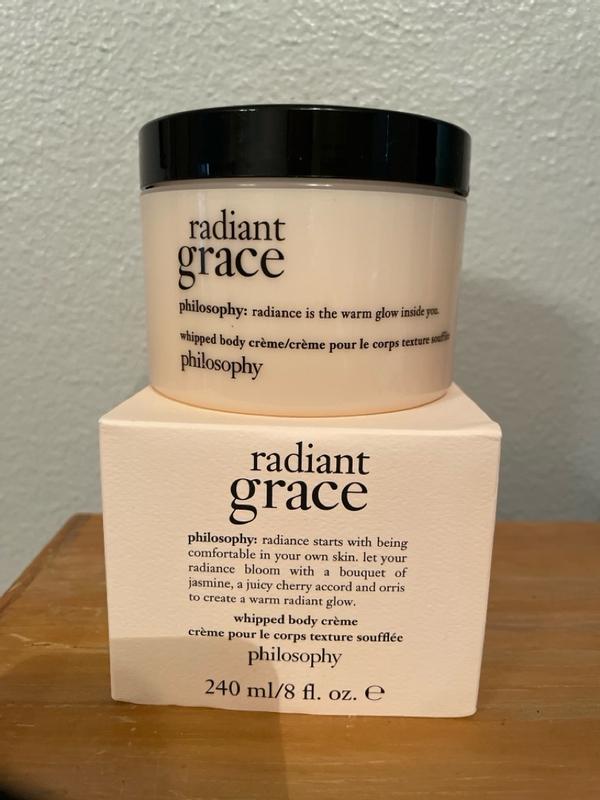 radiant
grace
philosophy: radiance is the warm glow inside you.
whipped body crème/crème pour le corps texture soufflée
philosophy
radiant
grace
philosophy: radiance starts with being
comfortable in your own skin. let your
radiance bloom with a bouquet of
jasmine, a juicy cherry accord and orris
to create a warm radiant glow.
whipped body crème
crème pour le corps texture soufflée
philosophy
240 ml/8 fl. oz. ℮